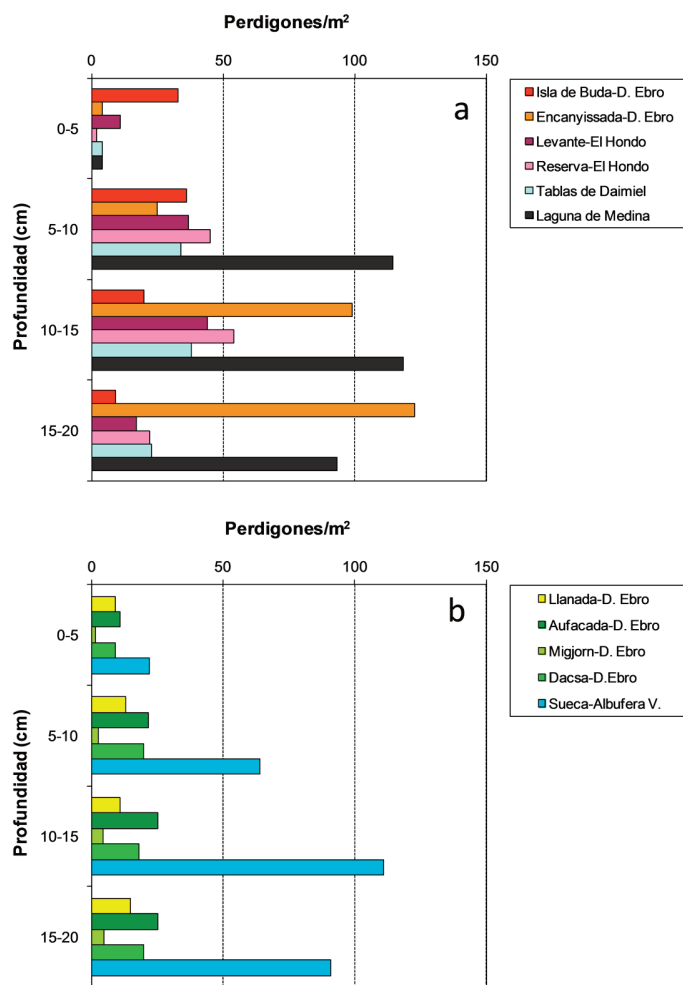 Perdigones/m²
0 50 100 150
a
Profundidad (cm)
0-5
5-10
10-15
15-20
Isla de Buda-D. Ebro
Encanyissada-D. Ebro
Levante-El Hondo
Reserva-El Hondo
Tablas de Daimiel
Laguna de Medina
Perdigones/m²
0 50 100 150
b
Profundidad (cm)
0-5
5-10
10-15
15-20
Llanada-D. Ebro
Aufacada-D. Ebro
Migjorn-D. Ebro
Dacsa-D.Ebro
Sueca-Albufera V.